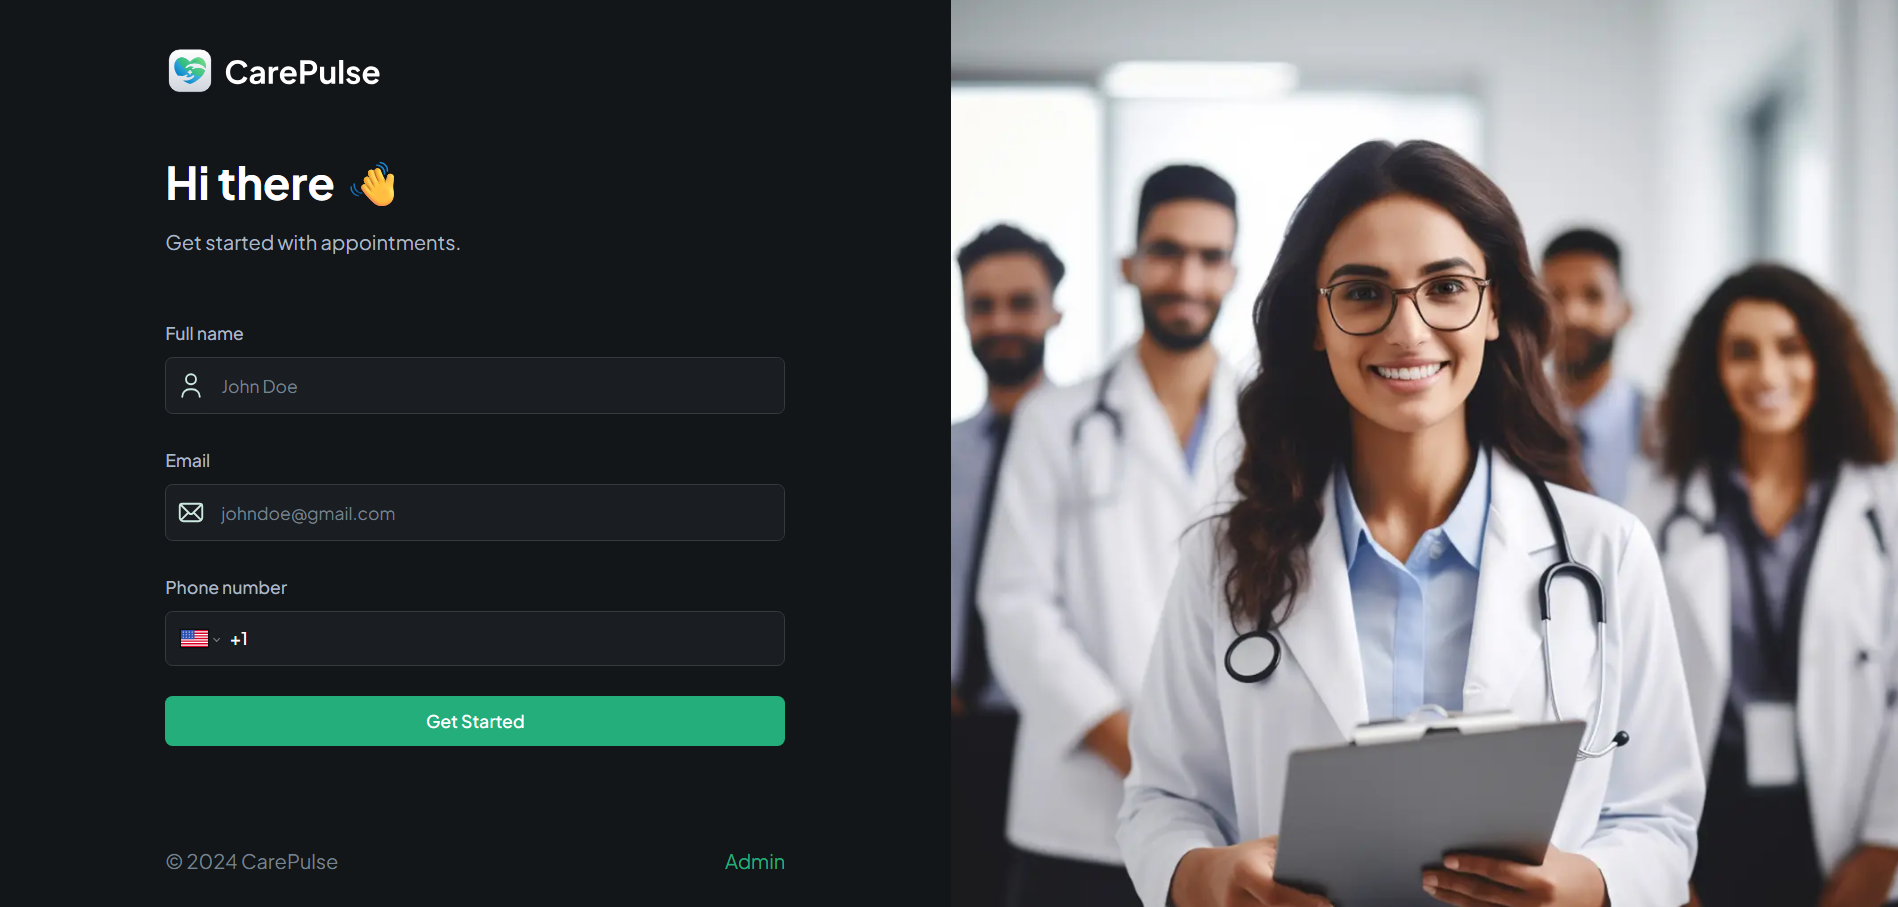 CarePulse
Hi there 👋
Get started with appointments.
Full name
John Doe
Email
johndoe@gmail.com
Phone number
+1
Get Started
© 2024 CarePulse
Admin